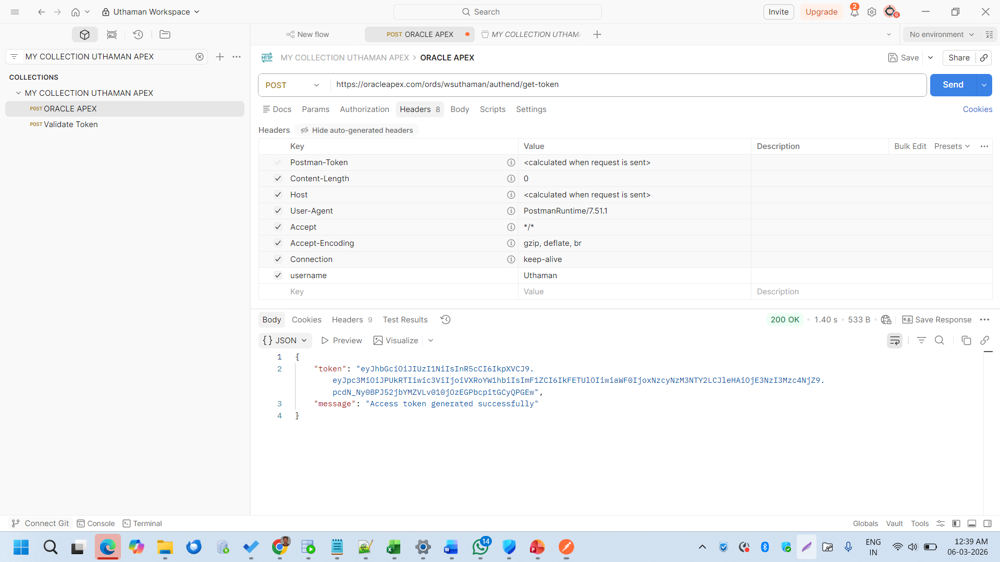 Uthaman Workspace
Search
Invite
Upgrade
2
New flow
POST ORACLE APEX
MY COLLECTION UTHAMA
No environment
MY COLLECTION UTHAMAN APEX
COLLECTIONS
MY COLLECTION UTHAMAN APEX
POST ORACLE APEX
POST Validate Token
HTTP MY COLLECTION UTHAMAN APEX > ORACLE APEX
Save
Share
POST
https://oracleapex.com/ords/wsuthaman/authend/get-token
Send
Docs Params Authorization Headers 8 Body Scripts Settings
Cookies
Headers Hide auto-generated headers
Key Value Description Bulk Edit Presets
Postman-Token <calculated when request is sent>
Content-Length 0
Host <calculated when request is sent>
User-Agent PostmanRuntime/7.51.1
Accept */*
Accept-Encoding gzip, deflate, br
Connection keep-alive
username Uthaman
Key Value Description
Body Cookies Headers 9 Test Results
200 OK • 1.40 s • 533 B
e.g. Save Response
{} JSON Preview Visualize
1 {
2 "token": "eyJhbGciOiJIUzI1NiIsInR5cCI6IkpXVCJ9.
eyJpc3MiOiJPUkRTIiwic3ViIjoiVXRoYW1hbiIsImF1ZCI6IkFETUlOIiwiaWF0IjoxNzcyNzM3NTY2LCJleHAiOjE3NzI3Mzc4NjZ9.
pcdN_Ny0BPJ52jbYMZVLv010jOzEGPbcpitGCyQPGEw",
3 "message": "Access token generated successfully"
4 }
Connect Git Console Terminal
Globals Vault Tools
14
ENG
IN
12:39 AM
06-03-2026